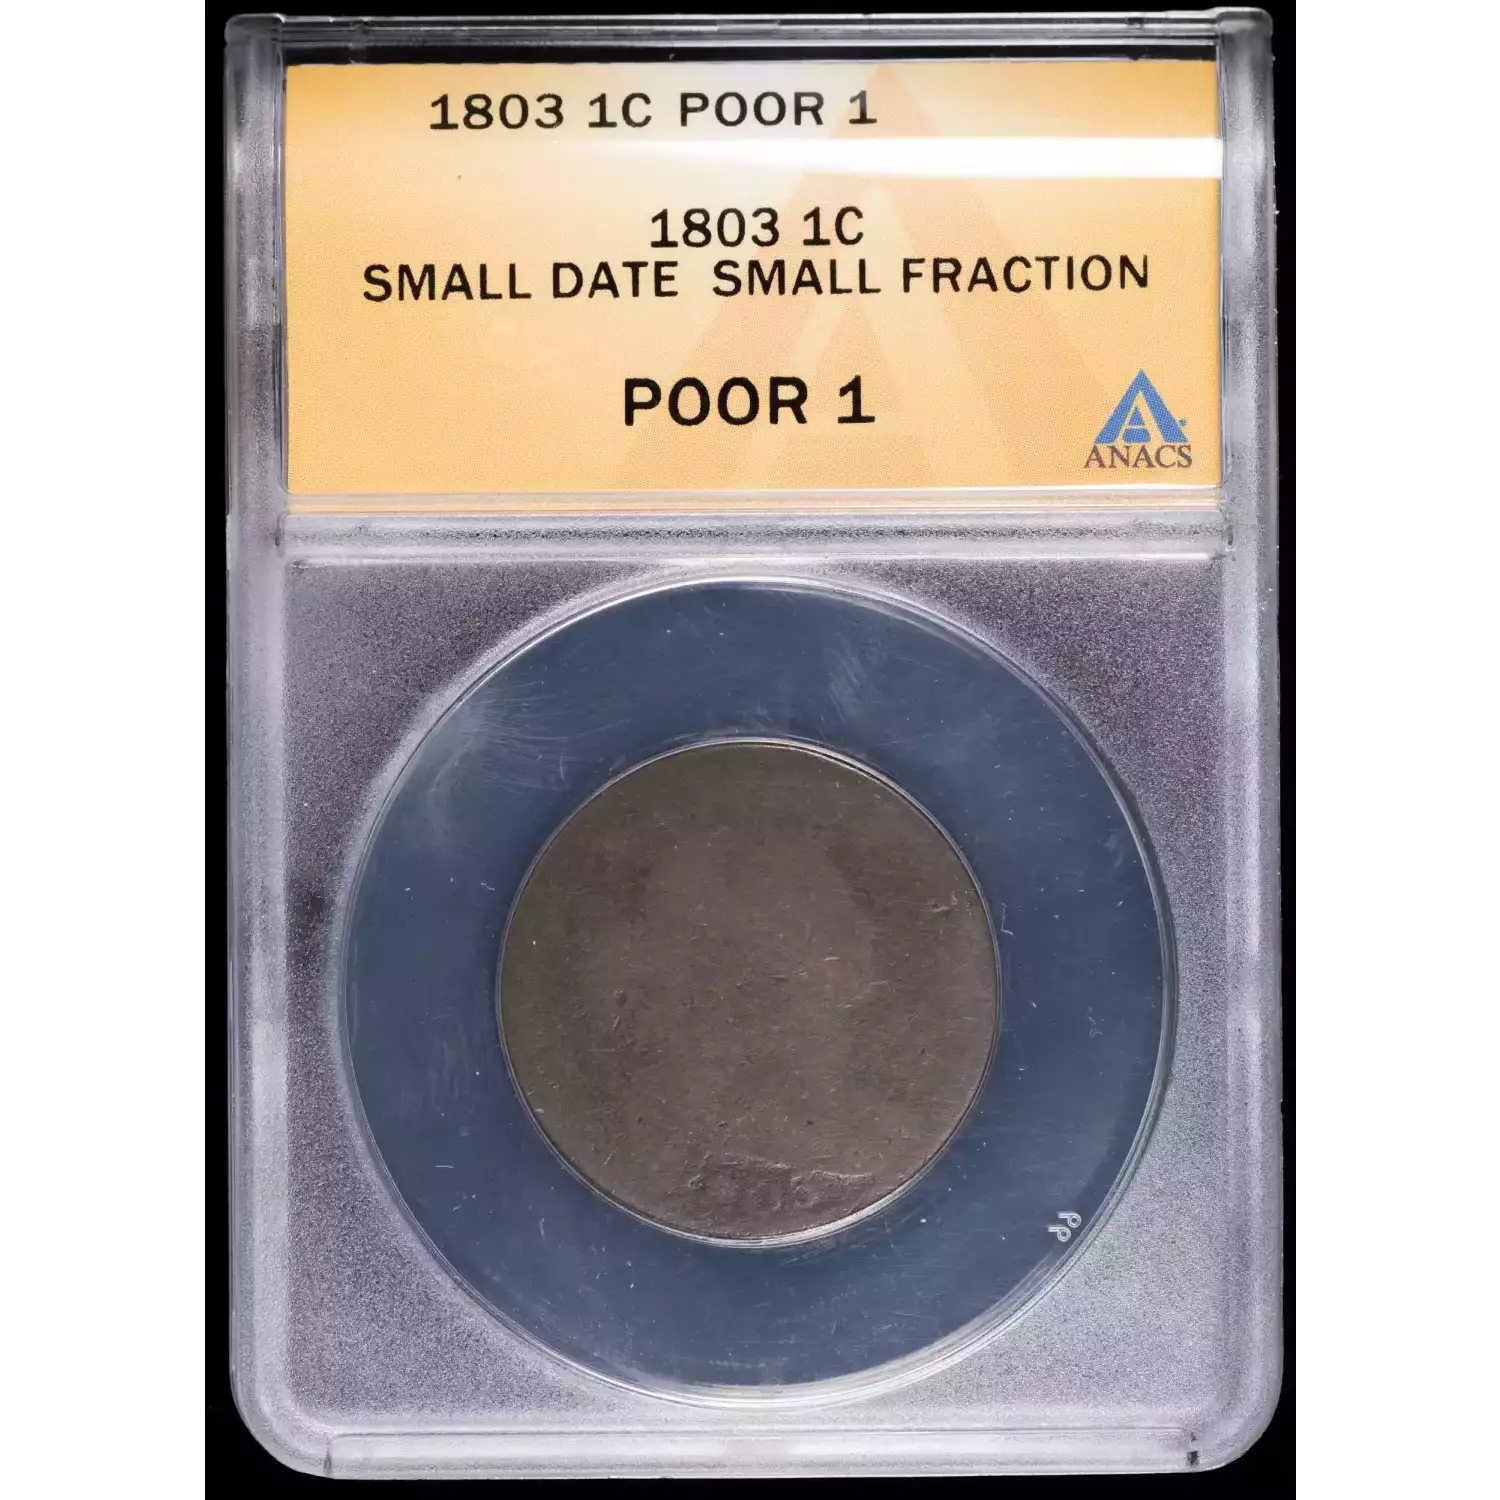 1803 1C POOR 1
1803 1C
SMALL DATE SMALL FRACTION
POOR 1
ANACS